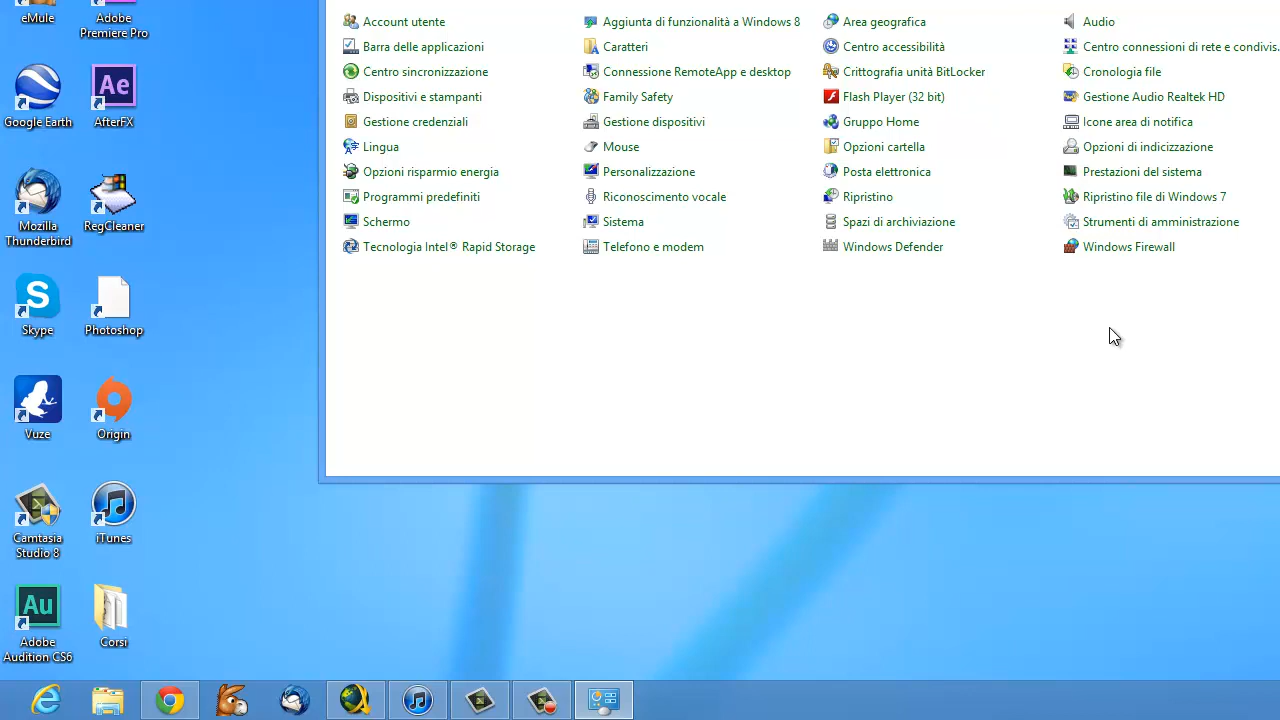 eMule
Adobe
Premiere Pro
Google Earth
AfterFX
Mozilla
Thunderbird
RegCleaner
Skype
Photoshop
Vuze
Origin
Camtasia
Studio 8
iTunes
Adobe
Audition CS6
Corsi
Account utente
Aggiunta di funzionalità a Windows 8
Area geografica
Audio
Barra delle applicazioni
Caratteri
Centro accessibilità
Centro connessioni di rete e condivis
Centro sincronizzazione
Connessione RemoteApp e desktop
Crittografia unità BitLocker
Cronologia file
Dispositivi e stampanti
Family Safety
Flash Player (32 bit)
Gestione Audio Realtek HD
Gestione credenziali
Gestione dispositivi
Gruppo Home
Icone area di notifica
Lingua
Mouse
Opzioni cartella
Opzioni di indicizzazione
Opzioni risparmio energia
Personalizzazione
Posta elettronica
Prestazioni del sistema
Programmi predefiniti
Riconoscimento vocale
Ripristino
Ripristino file di Windows 7
Schermo
Sistema
Spazi di archiviazione
Strumenti di amministrazione
Tecnologia Intel® Rapid Storage
Telefono e modem
Windows Defender
Windows Firewall